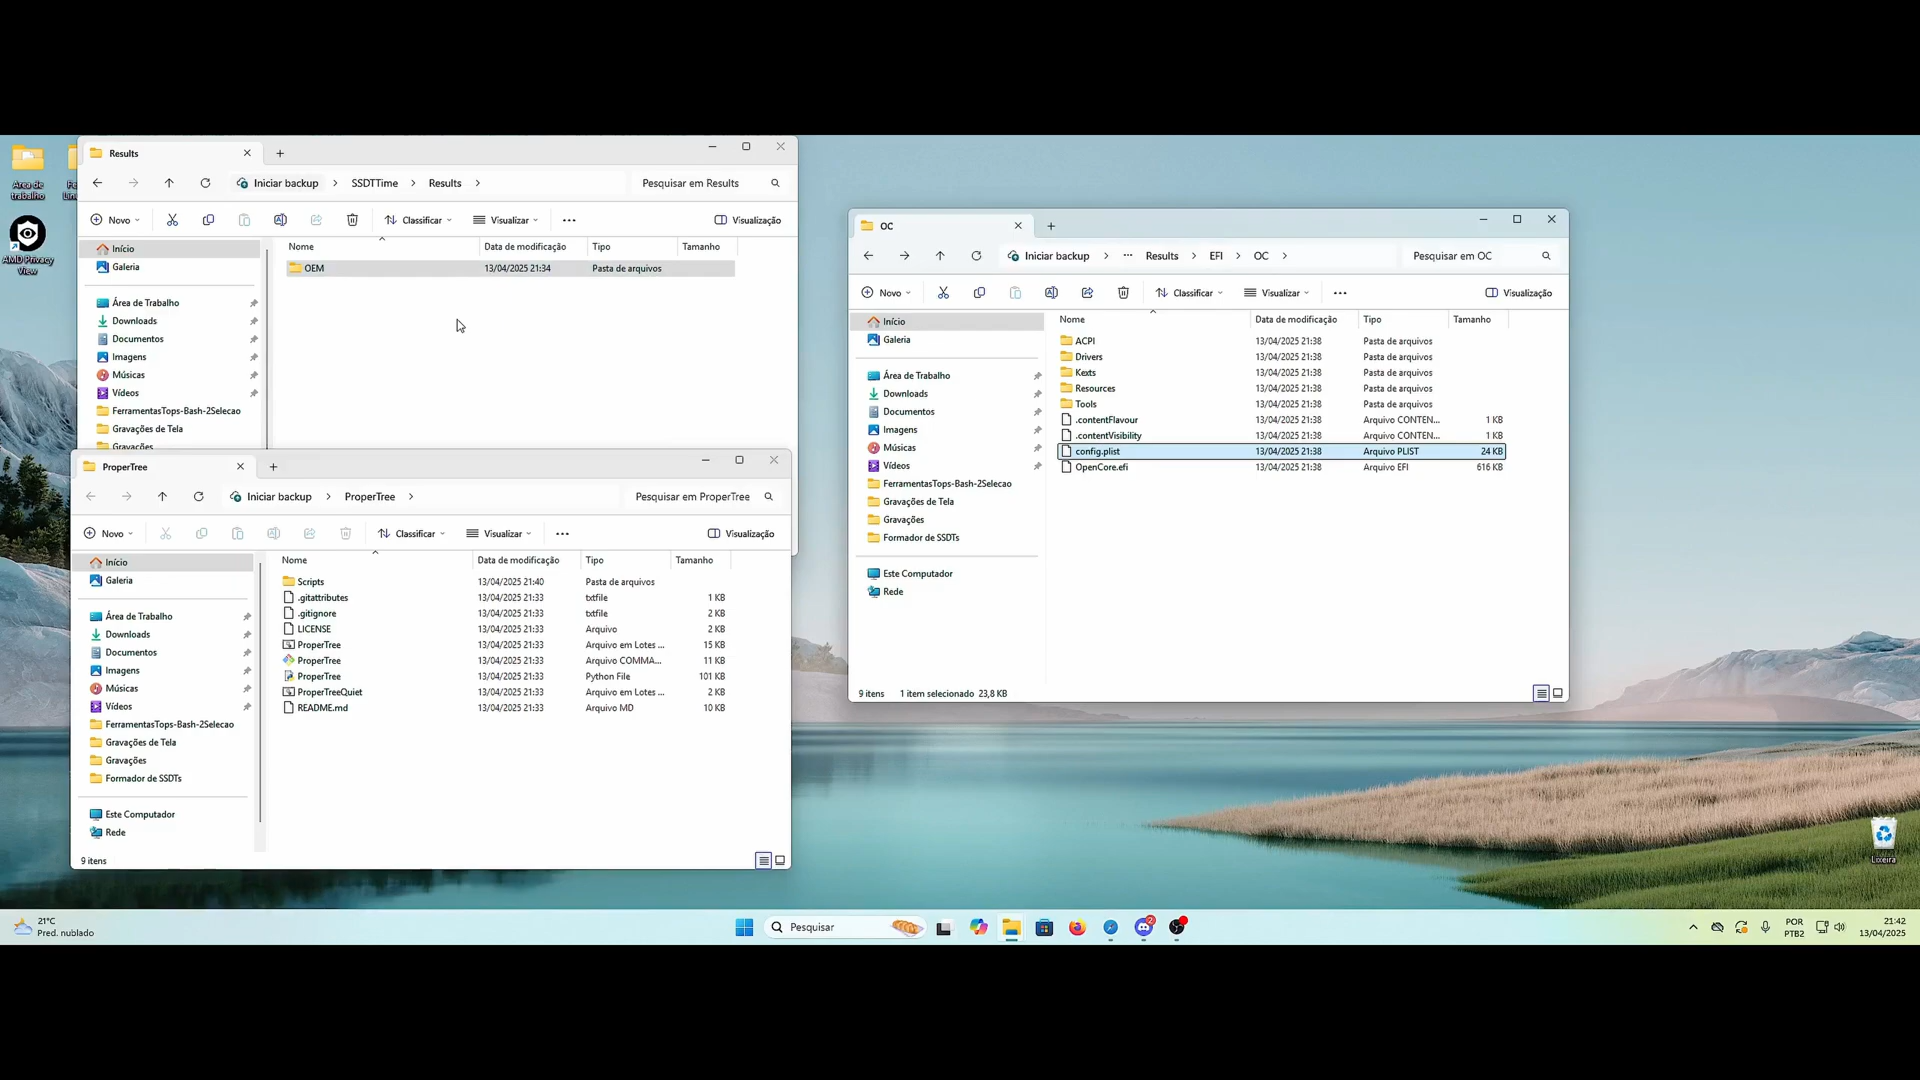 Área de
trabalho
AMD Privacy
View
Results
Iniciar backup
SSDTTime
Results
Pesquisar em Results
Novo
Classificar
Visualizar
Visualização
Início
Galeria
Área de Trabalho
Downloads
Documentos
Imagens
Músicas
Vídeos
FerramentasTops-Bash-2Selecao
Gravações de Tela
Gravações
Nome
Data de modificação
Tipo
Tamanho
OEM
13/04/2025 21:34
Pasta de arquivos
ProperTree
Iniciar backup
ProperTree
Pesquisar em ProperTree
Novo
Classificar
Visualizar
Visualização
Início
Galeria
Área de Trabalho
Downloads
Documentos
Imagens
Músicas
Vídeos
FerramentasTops-Bash-2Selecao
Gravações de Tela
Gravações
Formador de SSDTs
Este Computador
Rede
Nome Data de modificação Tipo Tamanho
Scripts 13/04/2025 21:40 Pasta de arquivos
.gitattributes 13/04/2025 21:33 txtfile 1 KB
.gitignore 13/04/2025 21:33 txtfile 2 KB
LICENSE 13/04/2025 21:33 Arquivo 2 KB
ProperTree 13/04/2025 21:33 Arquivo em Lotes ... 15 KB
ProperTree 13/04/2025 21:33 Arquivo COMMA... 11 KB
ProperTree 13/04/2025 21:33 Python File 101 KB
ProperTreeQuiet 13/04/2025 21:33 Arquivo em Lotes ... 2 KB
README.md 13/04/2025 21:33 Arquivo MD 10 KB
9 itens
OC
Iniciar backup
...
Results
EFI
OC
Pesquisar em OC
Novo
Classificar
Visualizar
Visualização
Início
Galeria
Área de Trabalho
Downloads
Documentos
Imagens
Músicas
Vídeos
FerramentasTops-Bash-2Selecao
Gravações de Tela
Gravações
Formador de SSDTs
Este Computador
Rede
Nome Data de modificação Tipo Tamanho
ACPI 13/04/2025 21:38 Pasta de arquivos
Drivers 13/04/2025 21:38 Pasta de arquivos
Kexts 13/04/2025 21:38 Pasta de arquivos
Resources 13/04/2025 21:38 Pasta de arquivos
Tools 13/04/2025 21:38 Pasta de arquivos
.contentFlavour 13/04/2025 21:38 Arquivo CONTEN... 1 KB
.contentVisibility 13/04/2025 21:38 Arquivo CONTEN... 1 KB
config.plist 13/04/2025 21:38 Arquivo PLIST 24 KB
OpenCore.efi 13/04/2025 21:38 Arquivo EFI 616 KB
9 itens 1 item selecionado 23,8 KB
Lixeira
21°C
Pred. nublado
Pesquisar
2
POR
PTB2
21:42
13/04/2025